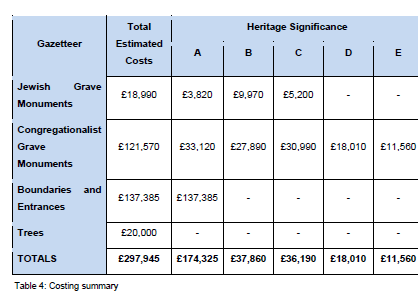 Gazetteer Total Estimated Costs Heritage Significance
A B C D E
Jewish Grave Monuments £18,990 £3,820 £9,970 £5,200 - -
Congregationalist Grave Monuments £121,570 £33,120 £27,890 £30,990 £18,010 £11,560
Boundaries and Entrances £137,385 £137,385 - - - -
Trees £20,000 - - - - -
TOTALS £297,945 £174,325 £37,860 £36,190 £18,010 £11,560
Table 4: Costing summary